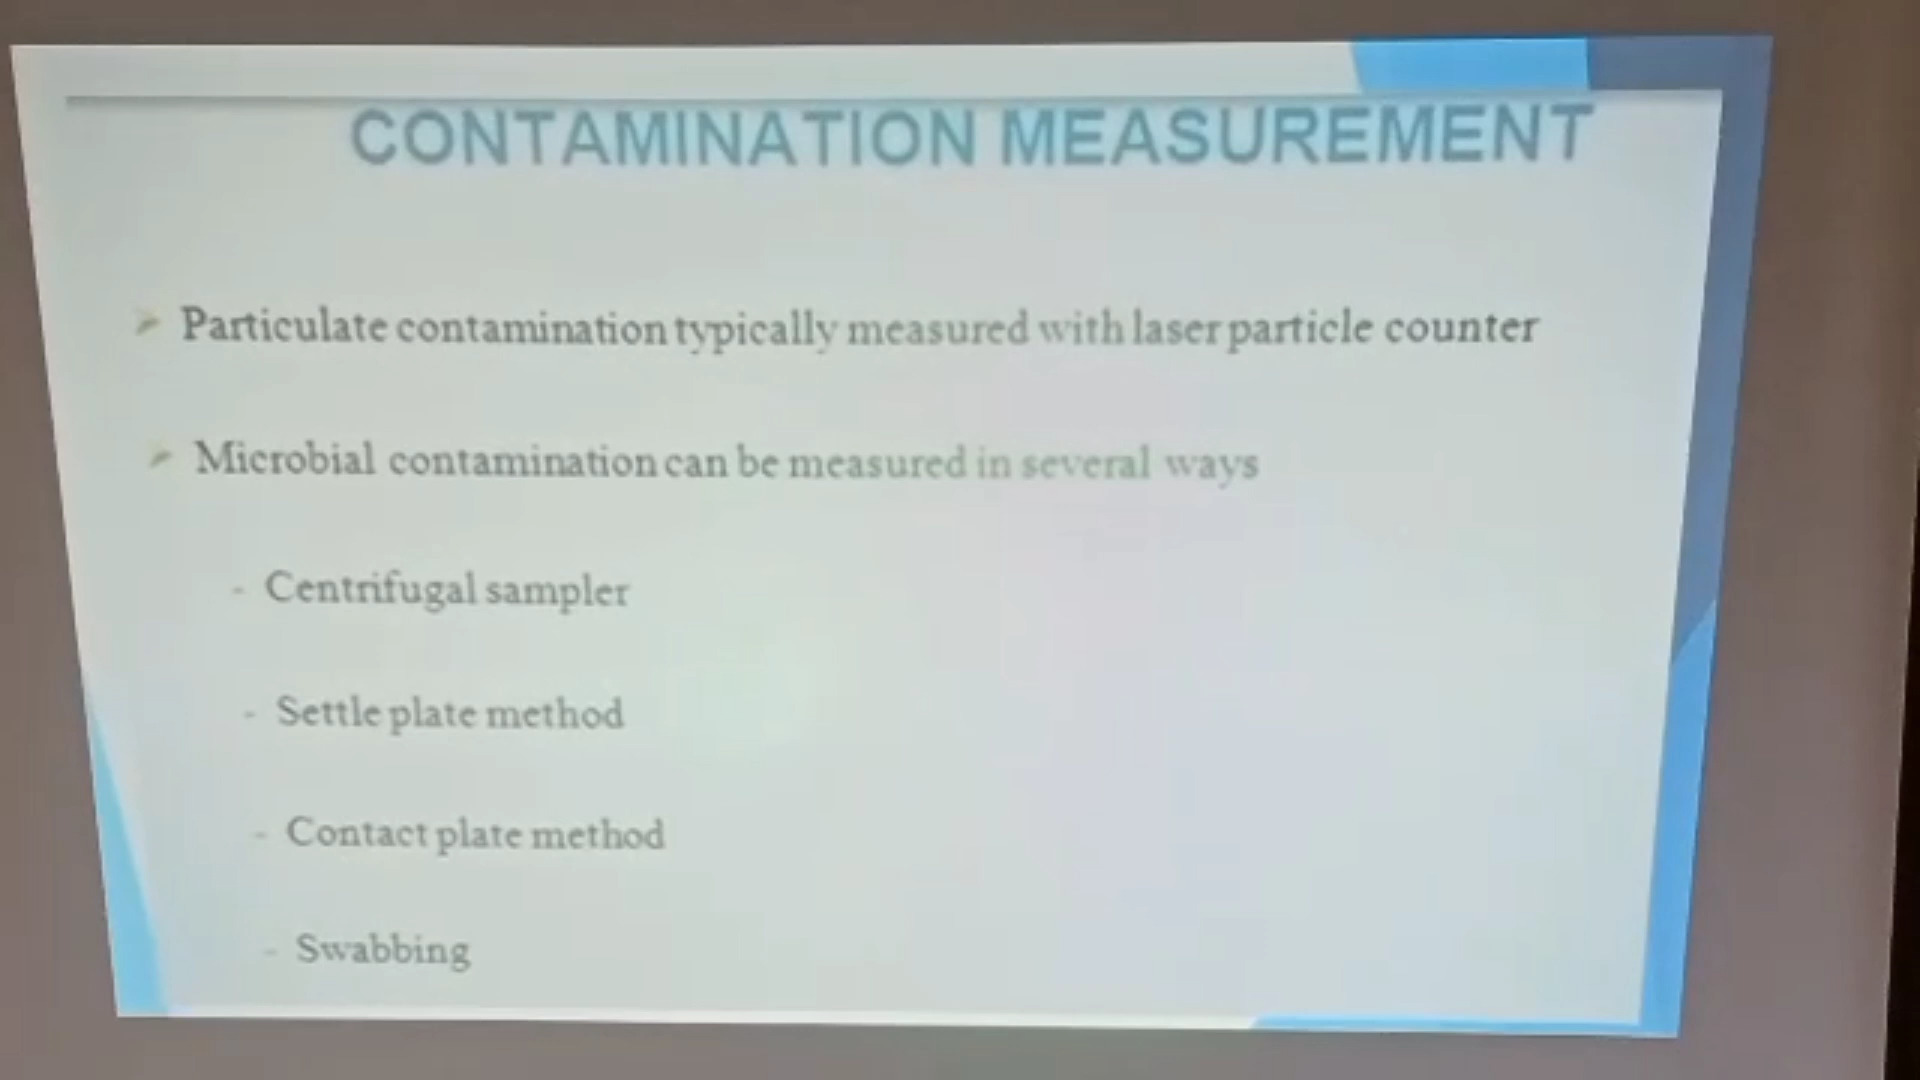 CONTAMINATION MEASUREMENT
Particulate contamination typically measured with laser particle counter
Microbial contamination can be measured in several ways
- Centrifugal sampler
- Settle plate method
- Contact plate method
- Swabbing